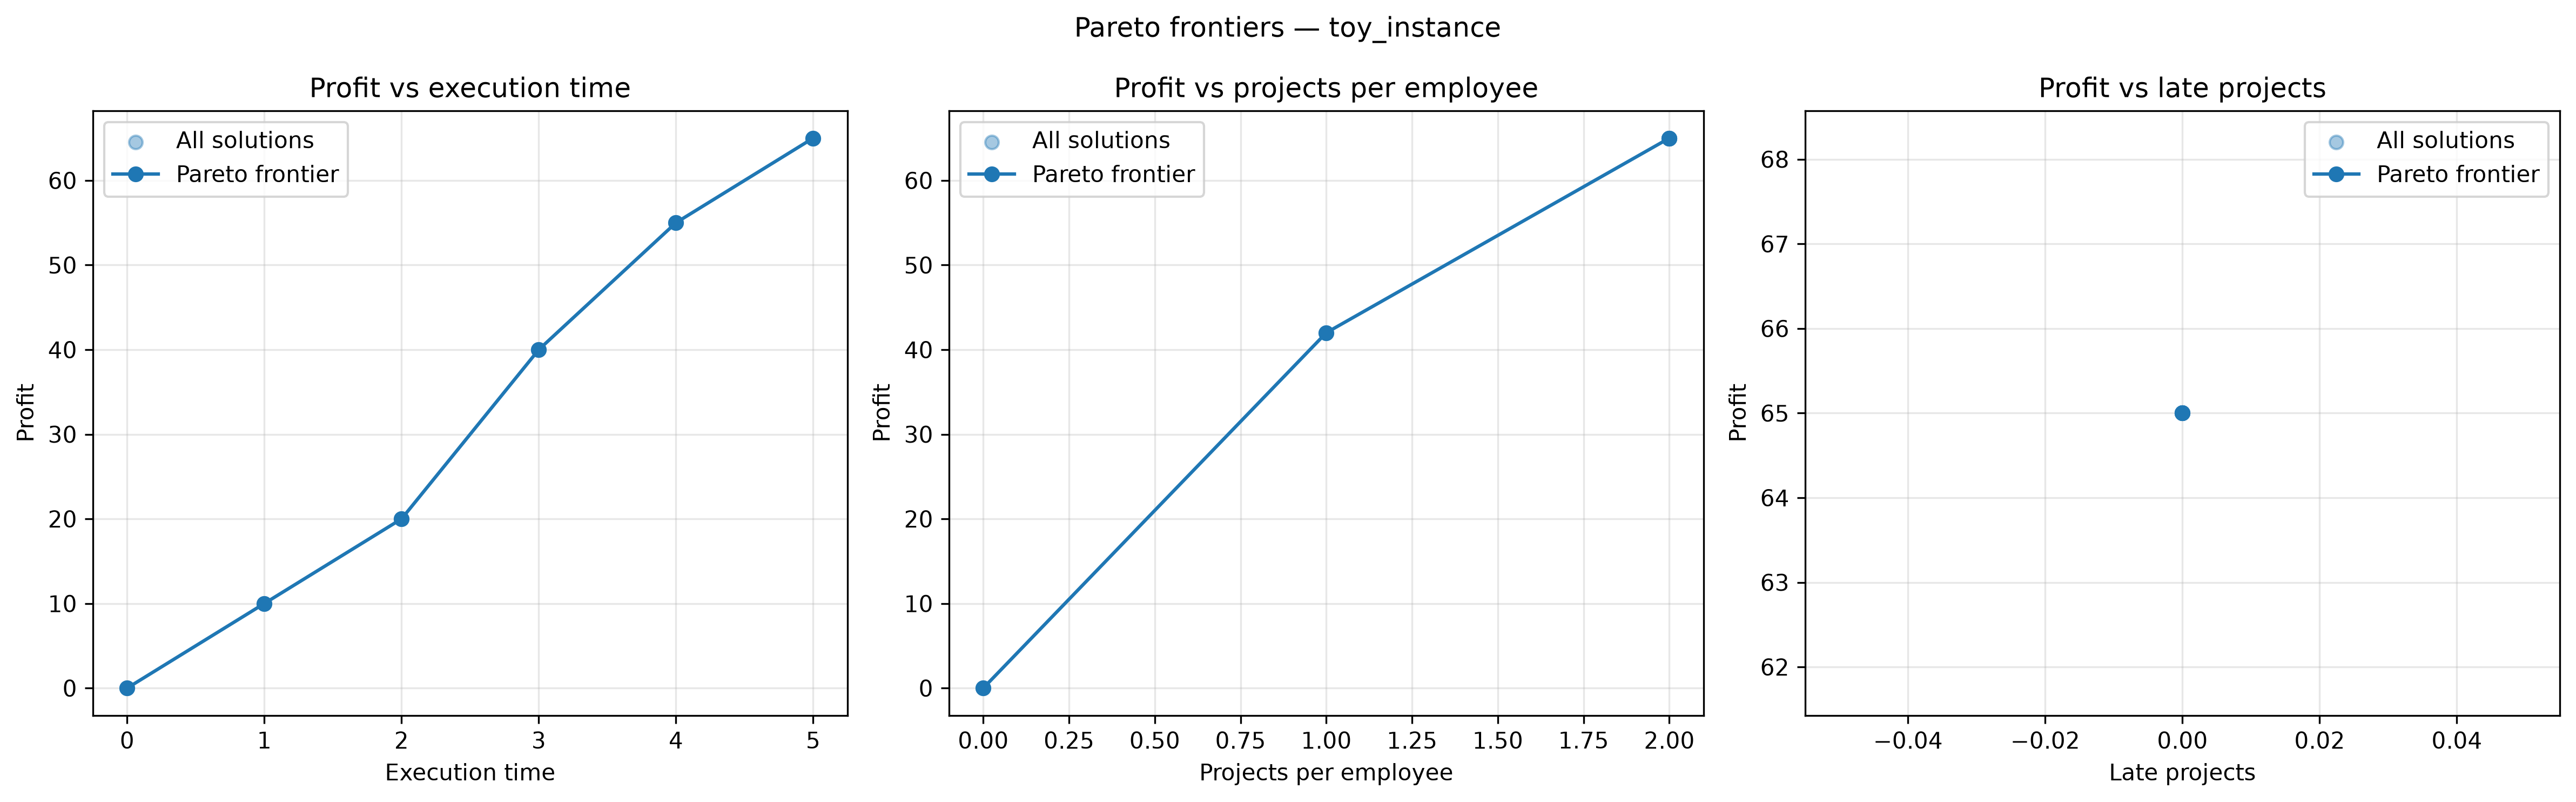 Pareto frontiers — toy_instance
Profit vs execution time
All solutions
Pareto frontier
Profit
60
50
40
30
20
10
0
0 1 2 3 4 5
Execution time
Profit vs projects per employee
All solutions
Pareto frontier
Profit
60
50
40
30
20
10
0
0.00 0.25 0.50 0.75 1.00 1.25 1.50 1.75 2.00
Projects per employee
Profit vs late projects
All solutions
Pareto frontier
Profit
68
67
66
65
64
63
62
−0.04 −0.02 0.00 0.02 0.04
Late projects